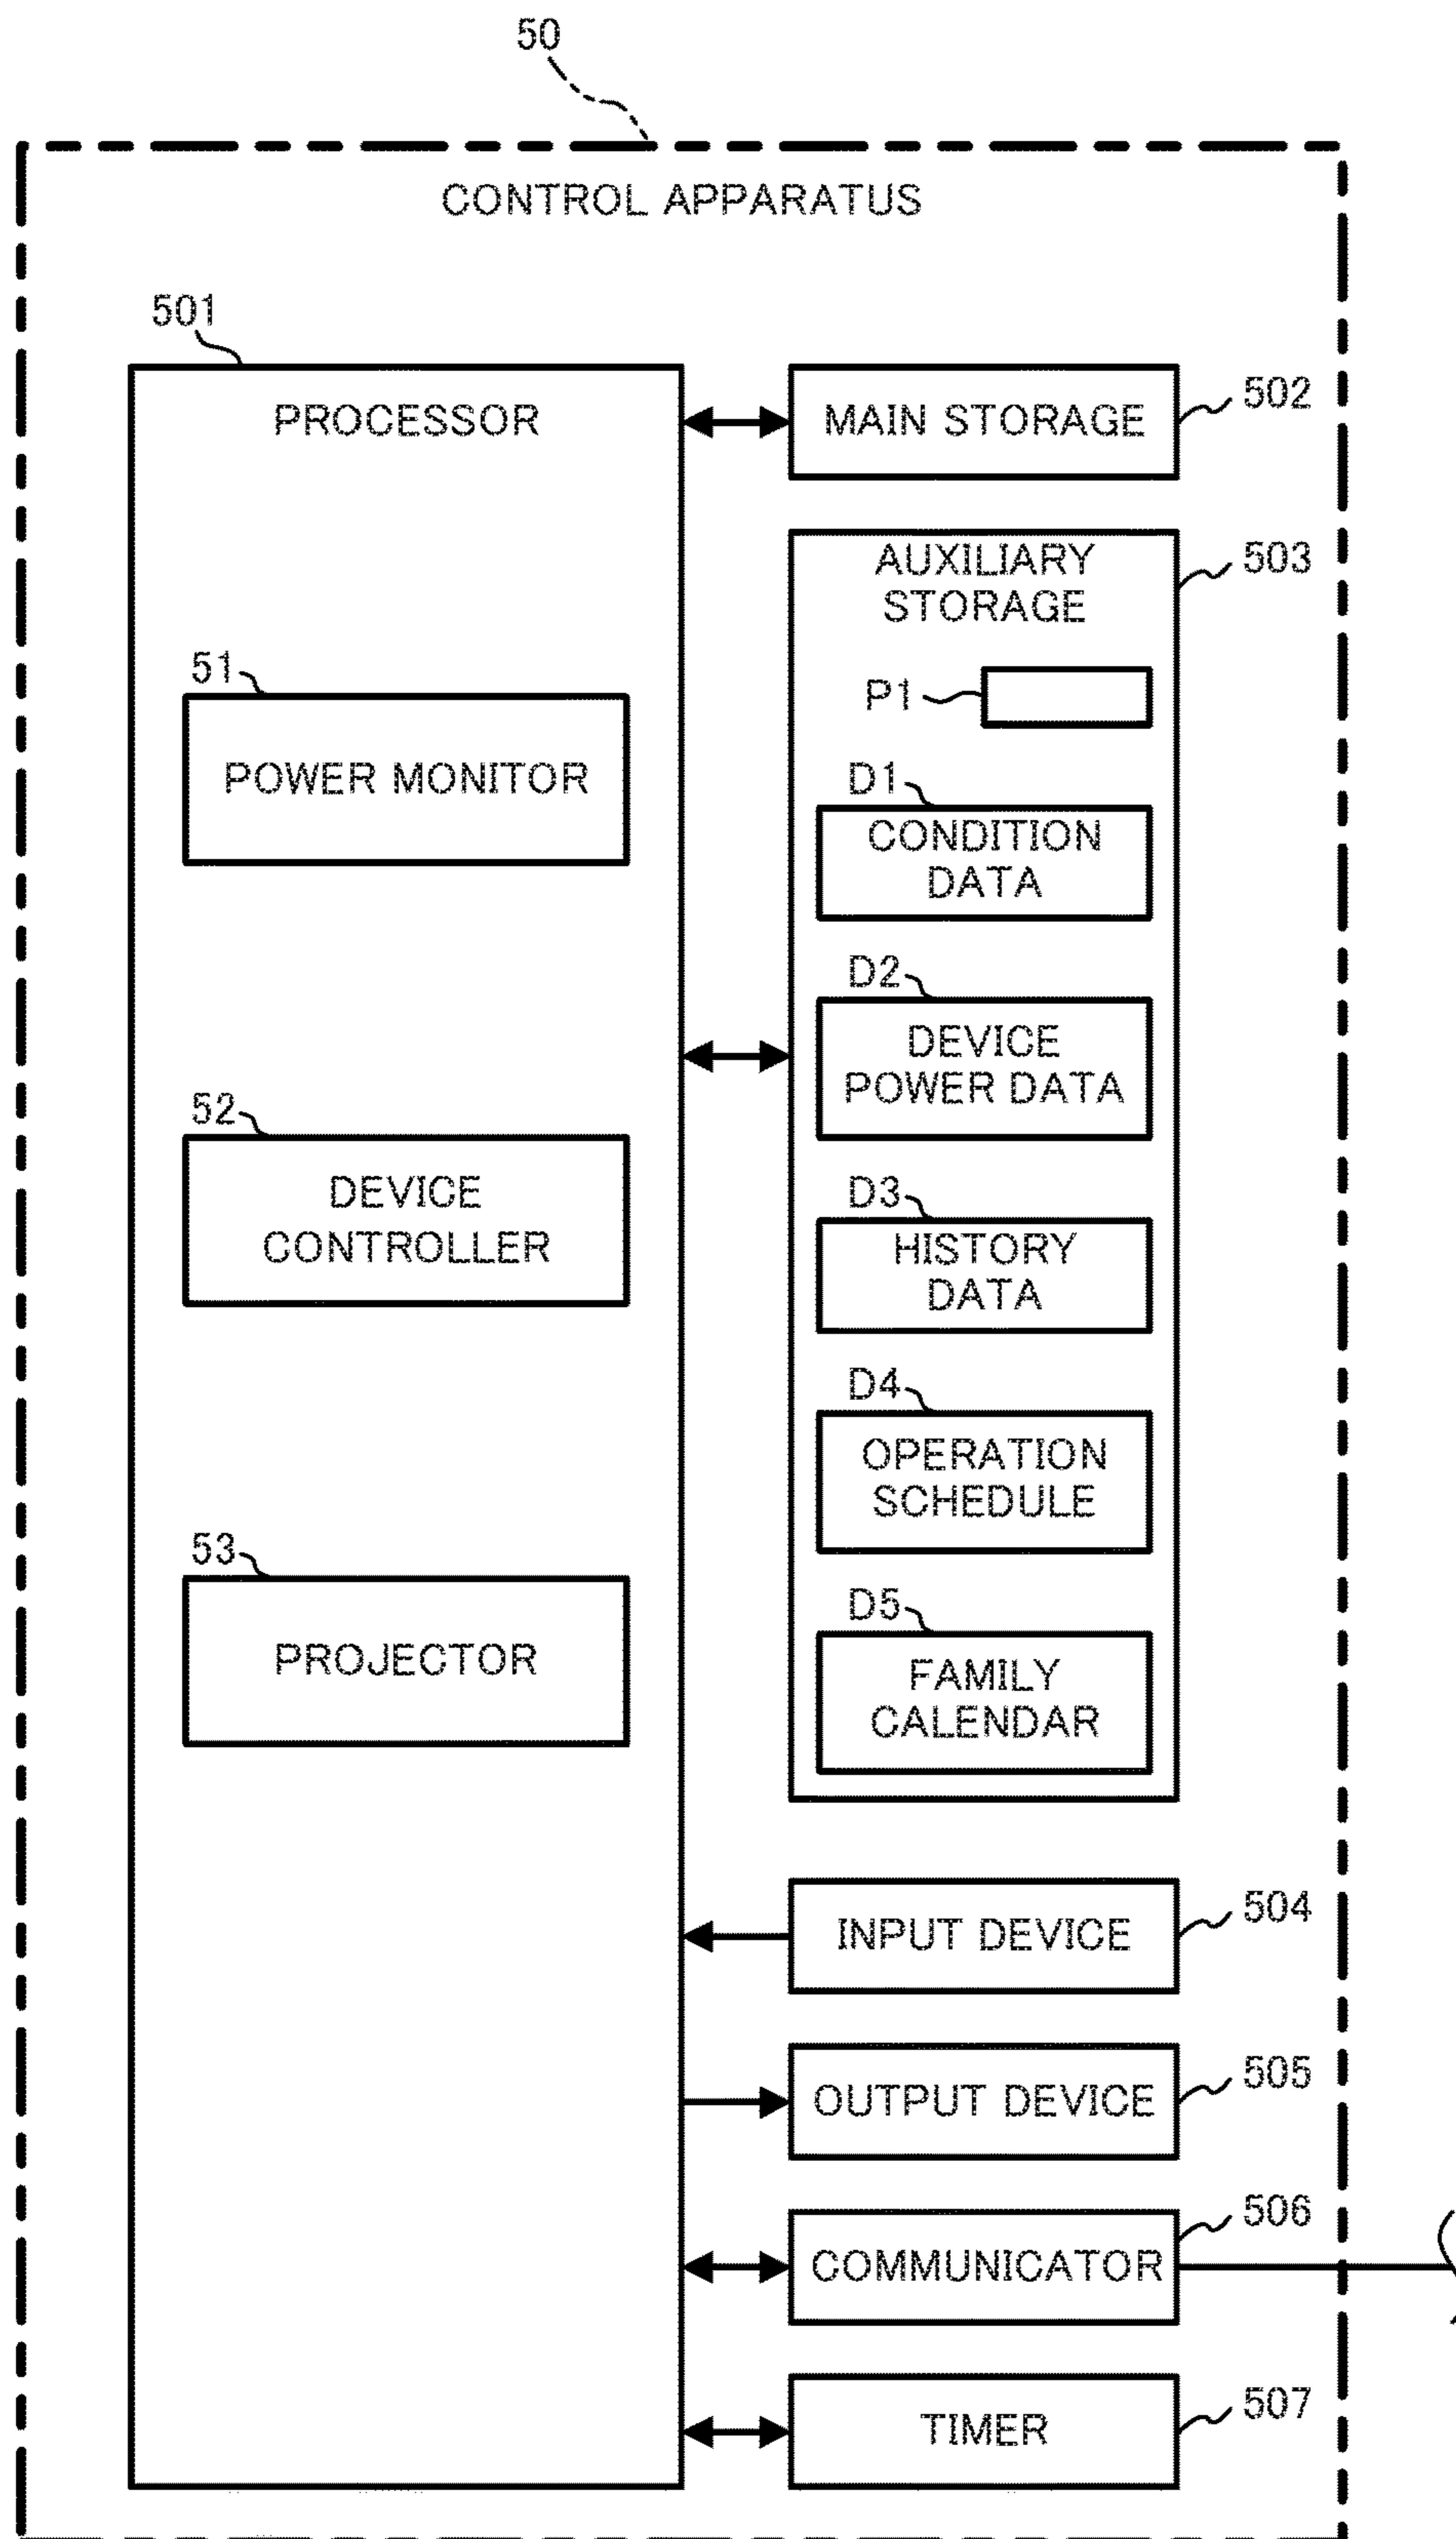 50
CONTROL APPARATUS
501
PROCESSOR
MAIN STORAGE
502
AUXILIARY
STORAGE
503
51
POWER MONITOR
P1
D1
CONDITION
DATA
D2
DEVICE
POWER DATA
52
DEVICE
CONTROLLER
D3
HISTORY
DATA
D4
OPERATION
SCHEDULE
53
PROJECTOR
D5
FAMILY
CALENDAR
INPUT DEVICE
504
OUTPUT DEVICE
505
COMMUNICATOR
506
TIMER
507